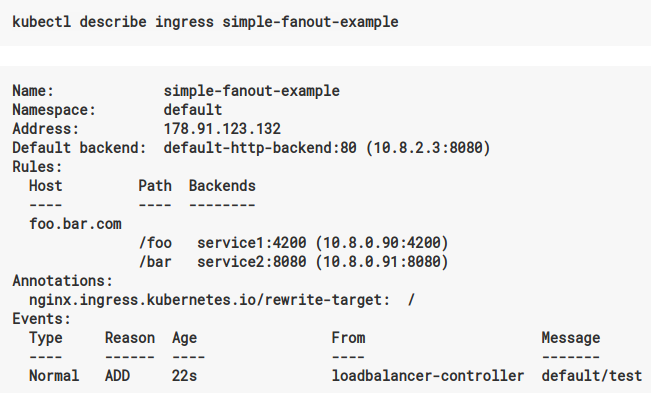 kubectl describe ingress simple-fanout-example
Name:             simple-fanout-example
Namespace:        default
Address:          178.91.123.132
Default backend:  default-http-backend:80 (10.8.2.3:8080)
Rules:
  Host         Path  Backends
  ----         ----  --------
  foo.bar.com
               /foo   service1:4200 (10.8.0.90:4200)
               /bar   service2:8080 (10.8.0.91:8080)
Annotations:
  nginx.ingress.kubernetes.io/rewrite-target:  /
Events:
  Type     Reason  Age                From                     Message
  ----     ------  ----               ----                     -------
  Normal   ADD     22s                loadbalancer-controller  default/test